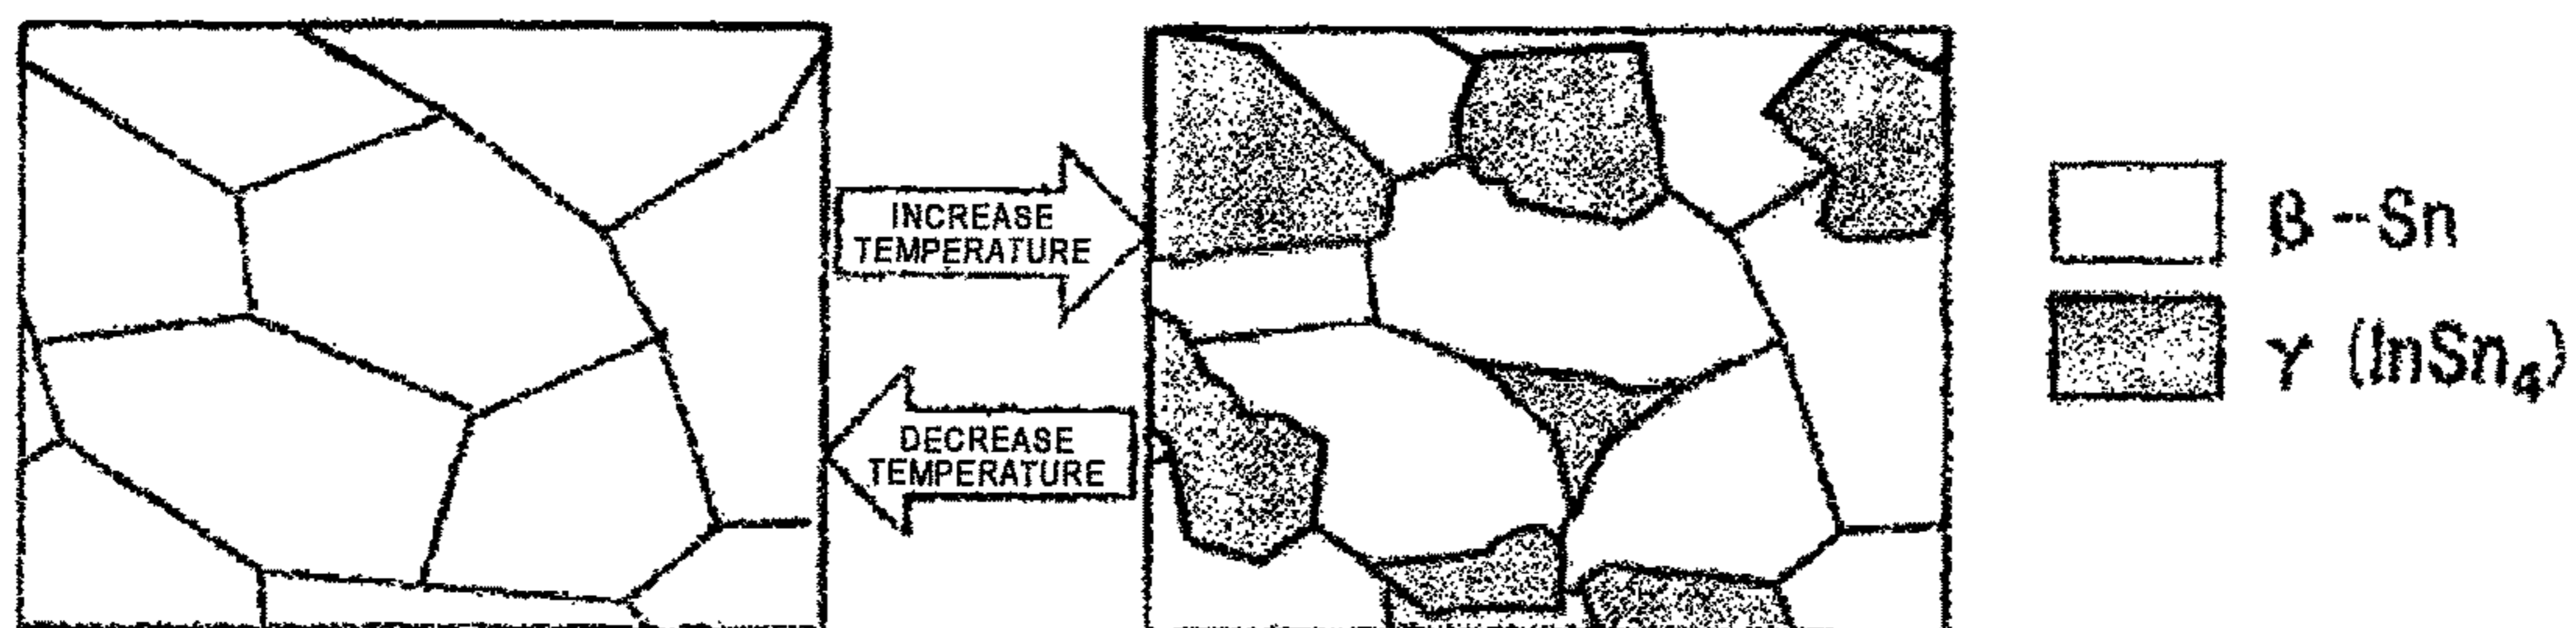 INCREASE
TEMPERATURE
DECREASE
TEMPERATURE
β-Sn
γ (InSn₄)